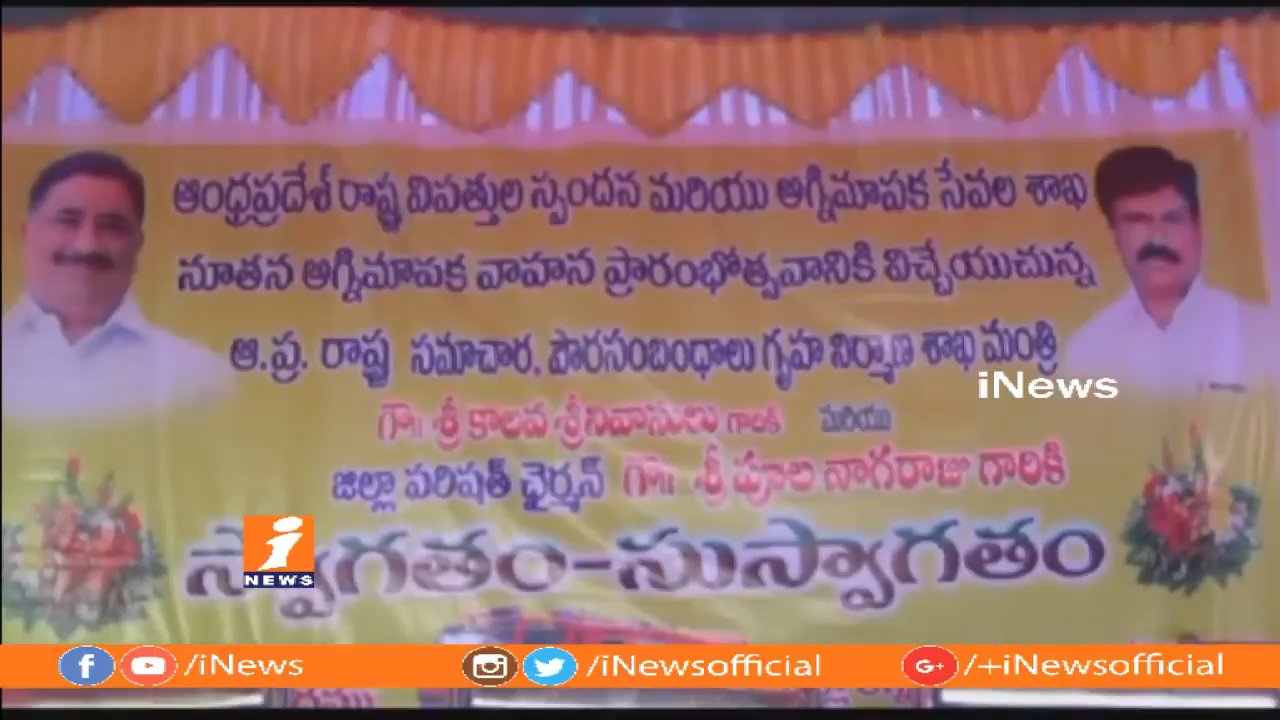 ఆంధ్రప్రదేశ్ రాష్ట్ర విపత్తుల స్పందన మరియు అగ్నిమాపక సేవల శాఖ
నూతన అగ్నిమాపక వాహన ప్రారంభోత్సవానికి విచ్చేయుచున్న
ఆ.ప్ర. రాష్ట్ర సమాచార, పౌరసంబంధాలు గృహ నిర్మాణ శాఖ మంత్రి
iNews
గౌ|| శ్రీ కాలవ శ్రీనివాసులు గారికి మరియు
జిల్లా పరిషత్ ఛైర్మన్ గౌ|| శ్రీ పూల నాగరాజు గారికి
స్వాగతం-సుస్వాగతం
i NEWS
/iNews /iNewsofficial /+iNewsofficial